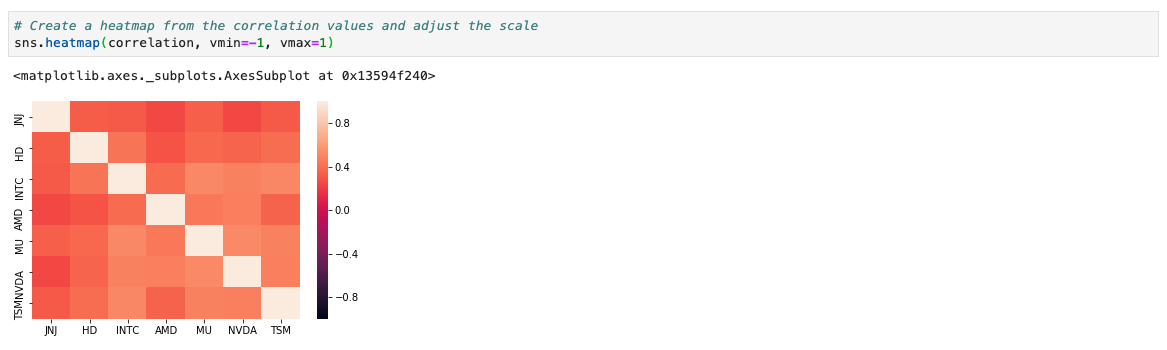 # Create a heatmap from the correlation values and adjust the scale
sns.heatmap(correlation, vmin=-1, vmax=1)
<matplotlib.axes._subplots.AxesSubplot at 0x13594f240>
JNJ
HD
INTC
AMD
MU
NVDA
TSM
0.8
0.4
0.0
−0.4
−0.8
JNJ HD INTC AMD MU NVDA TSM